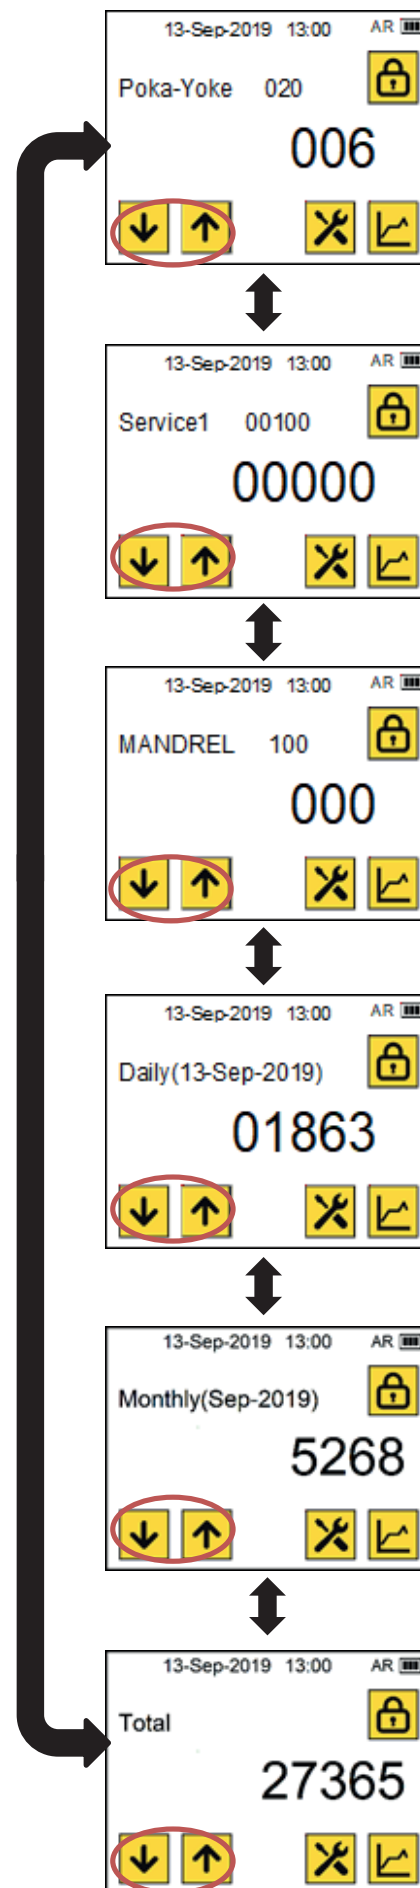 13-Sep-2019 13:00 AR
Poka-Yoke 020
006
13-Sep-2019 13:00 AR
Service1 00100
00000
13-Sep-2019 13:00 AR
MANDREL 100
000
13-Sep-2019 13:00 AR
Daily(13-Sep-2019)
01863
13-Sep-2019 13:00 AR
Monthly(Sep-2019)
5268
13-Sep-2019 13:00 AR
Total
27365